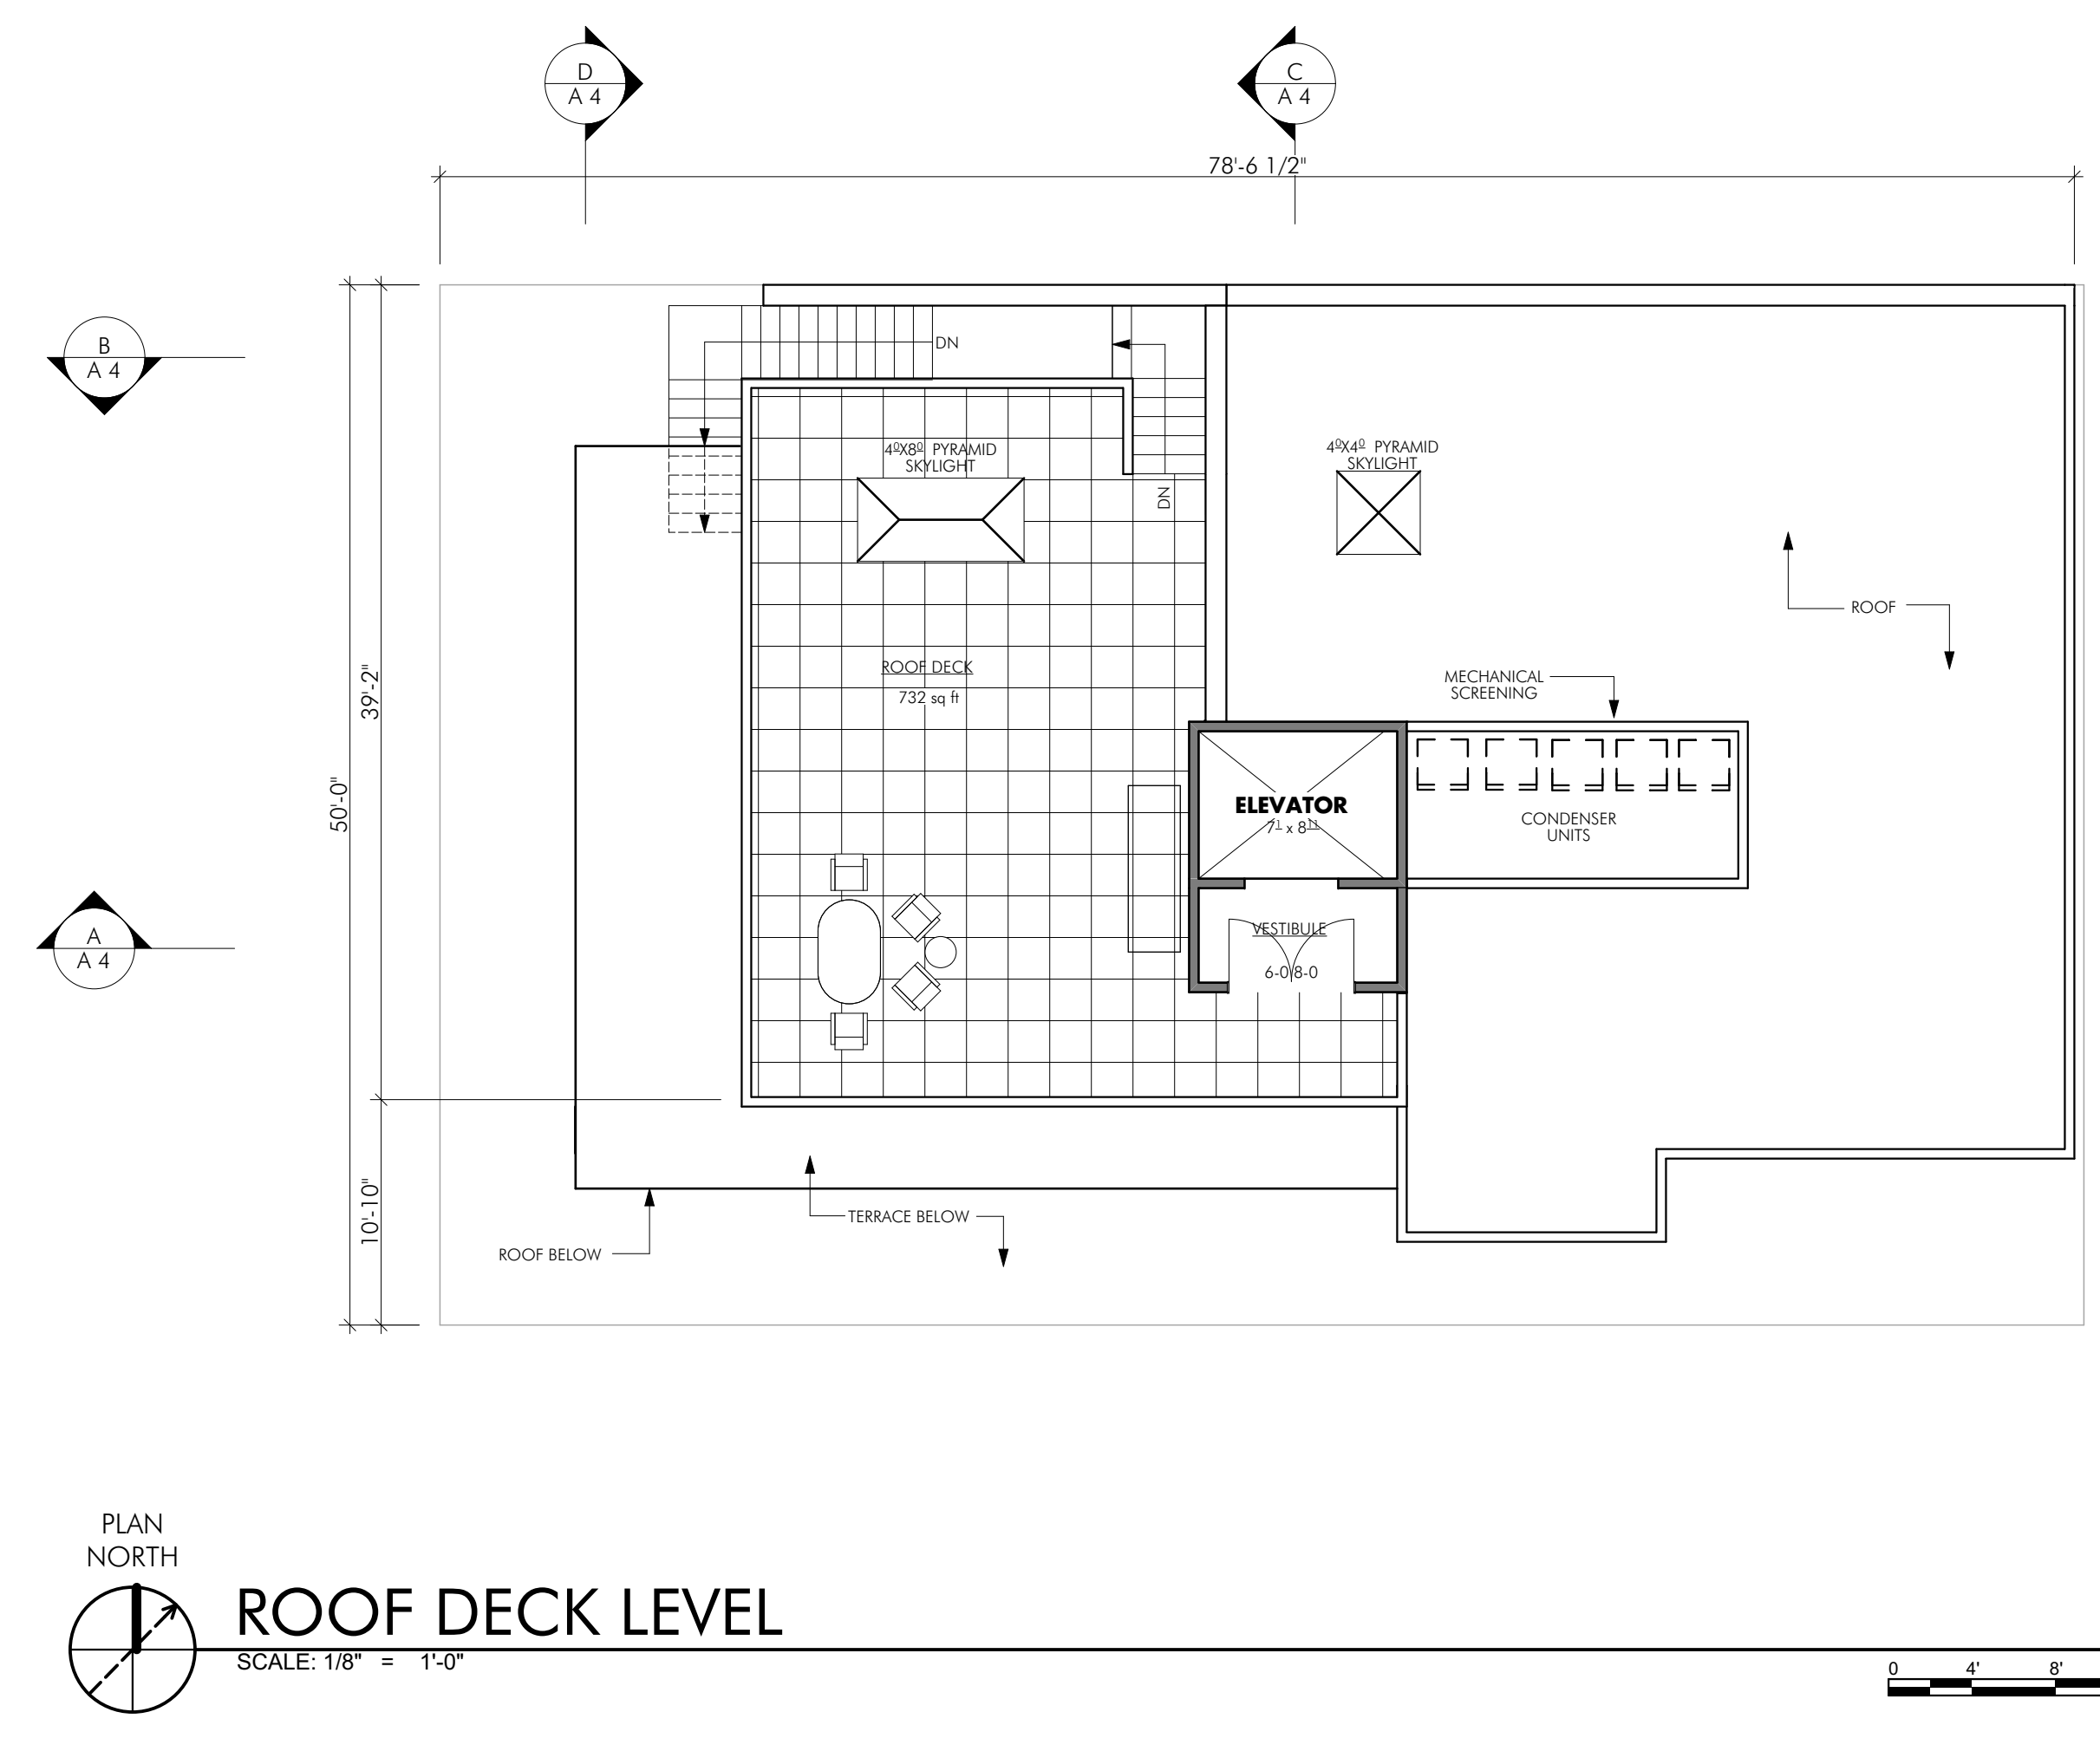 D
A 4
C
A 4
78'-6 1/2"
B
A 4
DN
4⁰X8⁰ PYRAMID
SKYLIGHT
4⁰X4⁰ PYRAMID
SKYLIGHT
DN
ROOF
39'-2"
ROOF DECK
732 sq ft
MECHANICAL
SCREENING
50'-0"
ELEVATOR
7¹ x 8¹¹
CONDENSER
UNITS
A
A 4
VESTIBULE
6-0/8-0
10'-10"
TERRACE BELOW
ROOF BELOW
PLAN
NORTH
ROOF DECK LEVEL
SCALE: 1/8" = 1'-0"
0 4' 8'